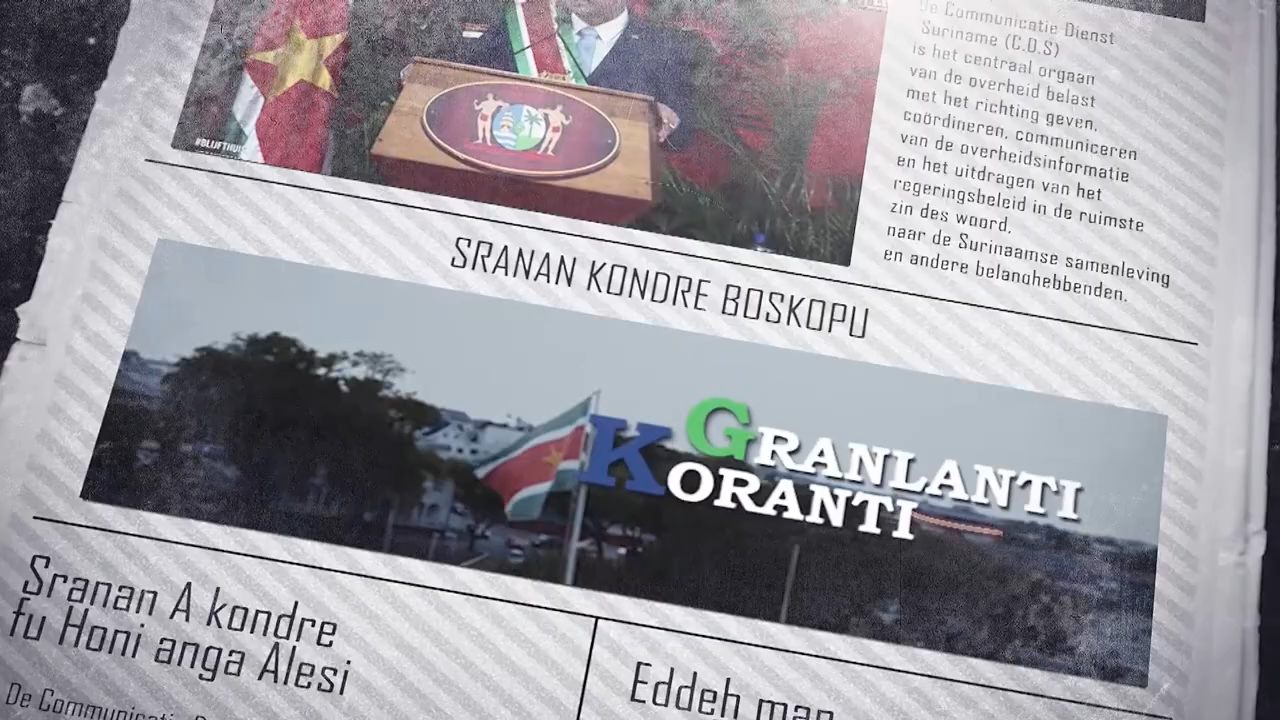 De Communicatie Dienst
Suriname (C.D.S)
is het centraal orgaan
van de overheid belast
met het richting geven,
coördineren, communiceren
van de overheidsinformatie
en het uitdragen van het
regeringsbeleid in de ruimste
zin des woord,
naar de Surinaamse samenleving
en andere belanghebbenden.
SRANAN KONDRE BOSKOPU
GRANLANTI
KORANTI
Sranan A kondre
fu Honi anga Alesi
Eddeh man
De